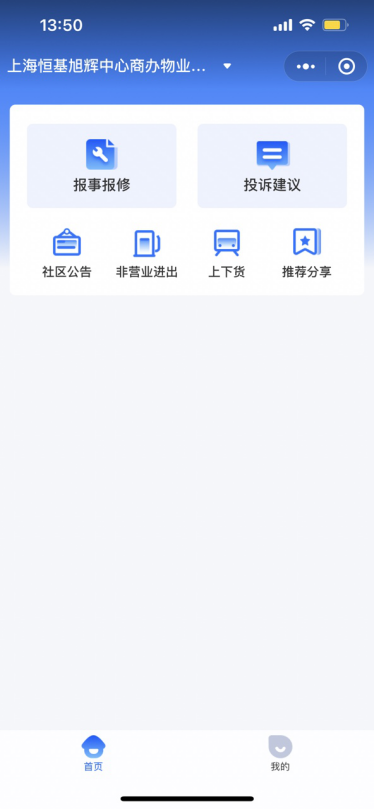 13:50
上海恒基旭辉中心商办物业...
报事报修
投诉建议
社区公告
非营业进出
上下货
推荐分享
首页
我的